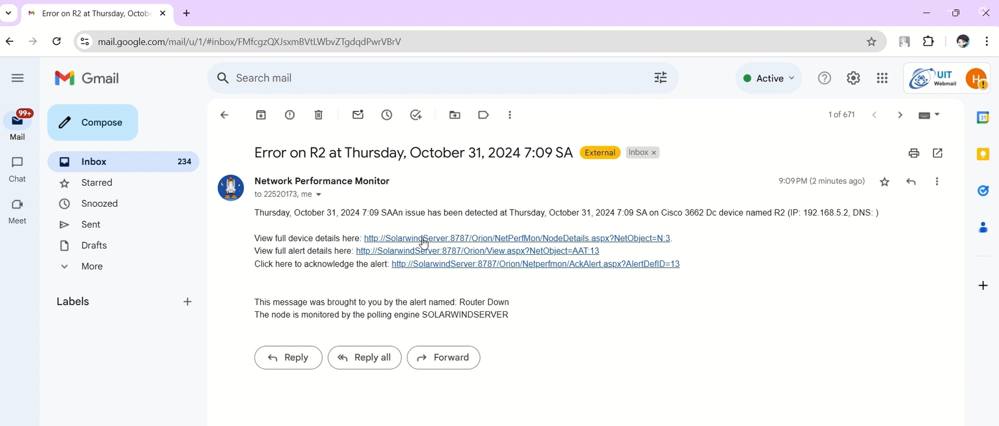 Error on R2 at Thursday, Octobe
mail.google.com/mail/u/1/#inbox/FMfcgzQXJsxmBVtLWbvZTgdqdPwrVBrV
Gmail
Search mail
Active
UIT
Webmail
H
99+
Mail
Compose
1 of 671
31
Inbox 234
Error on R2 at Thursday, October 31, 2024 7:09 SA External Inbox ×
Chat
Starred
Network Performance Monitor
9:09 PM (2 minutes ago)
to 22520173, me
Snoozed
Meet
Thursday, October 31, 2024 7:09 SAAn issue has been detected at Thursday, October 31, 2024 7:09 SA on Cisco 3662 Dc device named R2 (IP: 192.168.5.2, DNS: )
Sent
View full device details here: http://SolarwindServer:8787/Orion/NetPerfMon/NodeDetails.aspx?NetObject=N:3.
Drafts
View full alert details here: http://SolarwindServer:8787/Orion/View.aspx?NetObject=AAT:13
More
Click here to acknowledge the alert: http://SolarwindServer:8787/Orion/Netperfmon/AckAlert.aspx?AlertDefID=13
Labels
This message was brought to you by the alert named: Router Down
The node is monitored by the polling engine SOLARWINDSERVER
Reply
Reply all
Forward